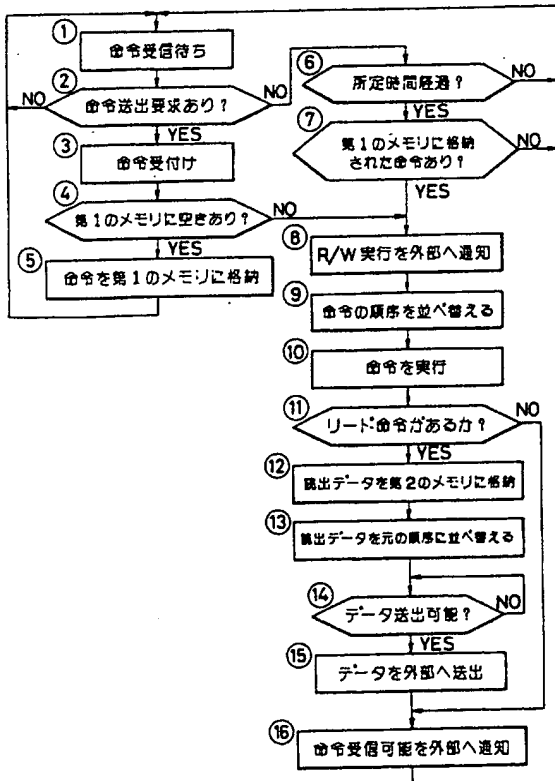 ①
命令受信待ち
②
NO
命令送出要求あり?
NO
YES
③
命令受付け
④
第1のメモリに空きあり?
NO
YES
⑤
命令を第1のメモリに格納
⑥
所定時間経過?
NO
YES
⑦
第1のメモリに格納
された命令あり?
NO
YES
⑧
R/W実行を外部へ通知
⑨
命令の順序を並べ替える
⑩
命令を実行
⑪
リード命令があるか?
NO
YES
⑫
読出データを第2のメモリに格納
⑬
読出データを元の順序に並べ替える
⑭
データ送出可能?
NO
YES
⑮
データを外部へ送出
⑯
命令受信可能を外部へ通知